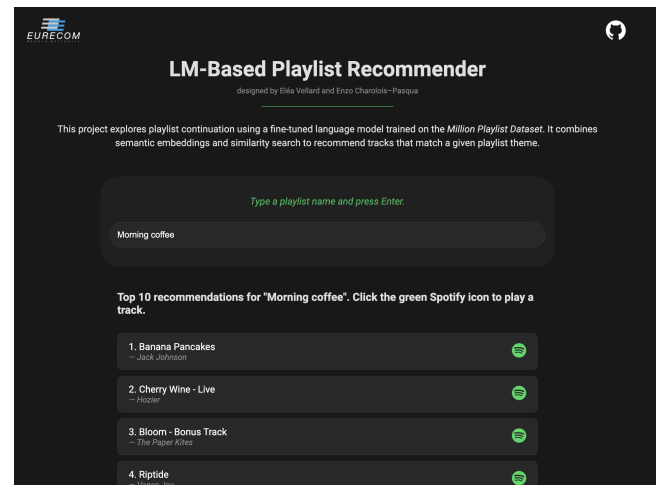 EURECOM
LM-Based Playlist Recommender
designed by Eléa Vellard and Enzo Charolois–Pasqua
This project explores playlist continuation using a fine-tuned language model trained on the Million Playlist Dataset. It combines
semantic embeddings and similarity search to recommend tracks that match a given playlist theme.
Type a playlist name and press Enter.
Morning coffee
Top 10 recommendations for "Morning coffee". Click the green Spotify icon to play a
track.
1. Banana Pancakes
— Jack Johnson
2. Cherry Wine - Live
— Hozier
3. Bloom - Bonus Track
— The Paper Kites
4. Riptide
— Vance Joy